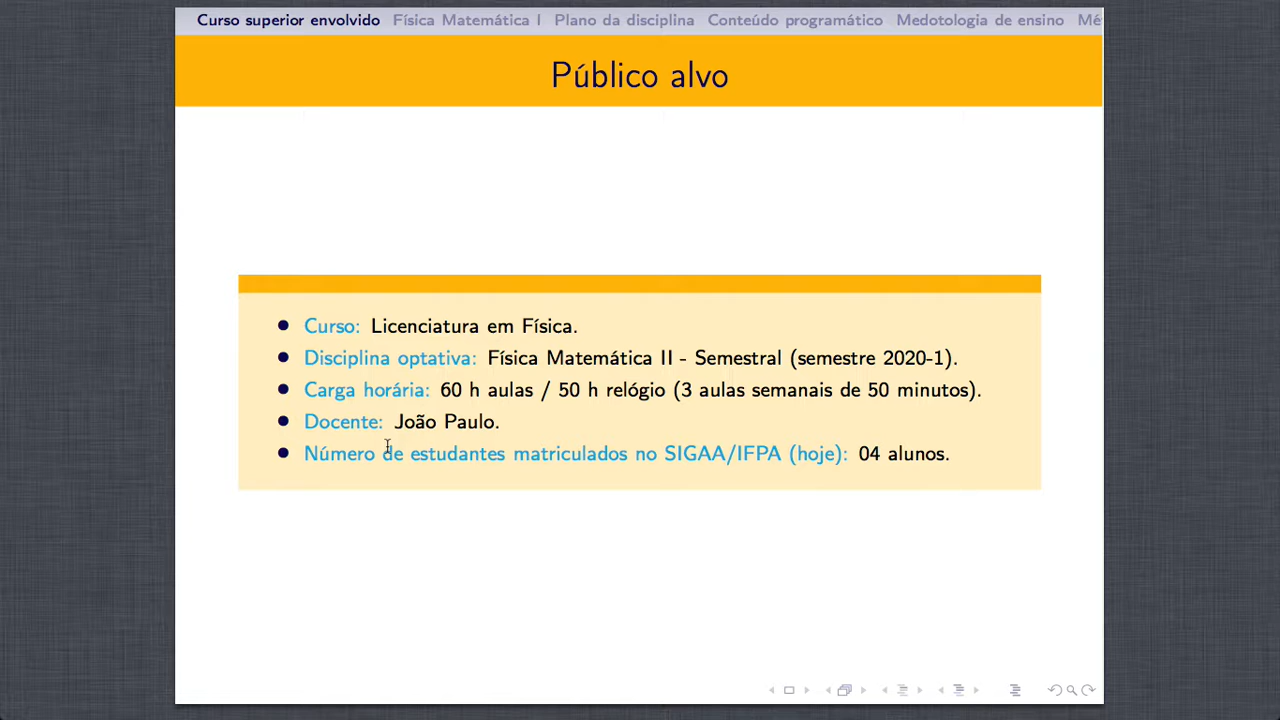 Curso superior envolvido Física Matemática I Plano da disciplina Conteúdo programático Medotologia de ensino Mé
Público alvo
Curso: Licenciatura em Física.
Disciplina optativa: Física Matemática II - Semestral (semestre 2020-1).
Carga horária: 60 h aulas / 50 h relógio (3 aulas semanais de 50 minutos).
Docente: João Paulo.
Número de estudantes matriculados no SIGAA/IFPA (hoje): 04 alunos.